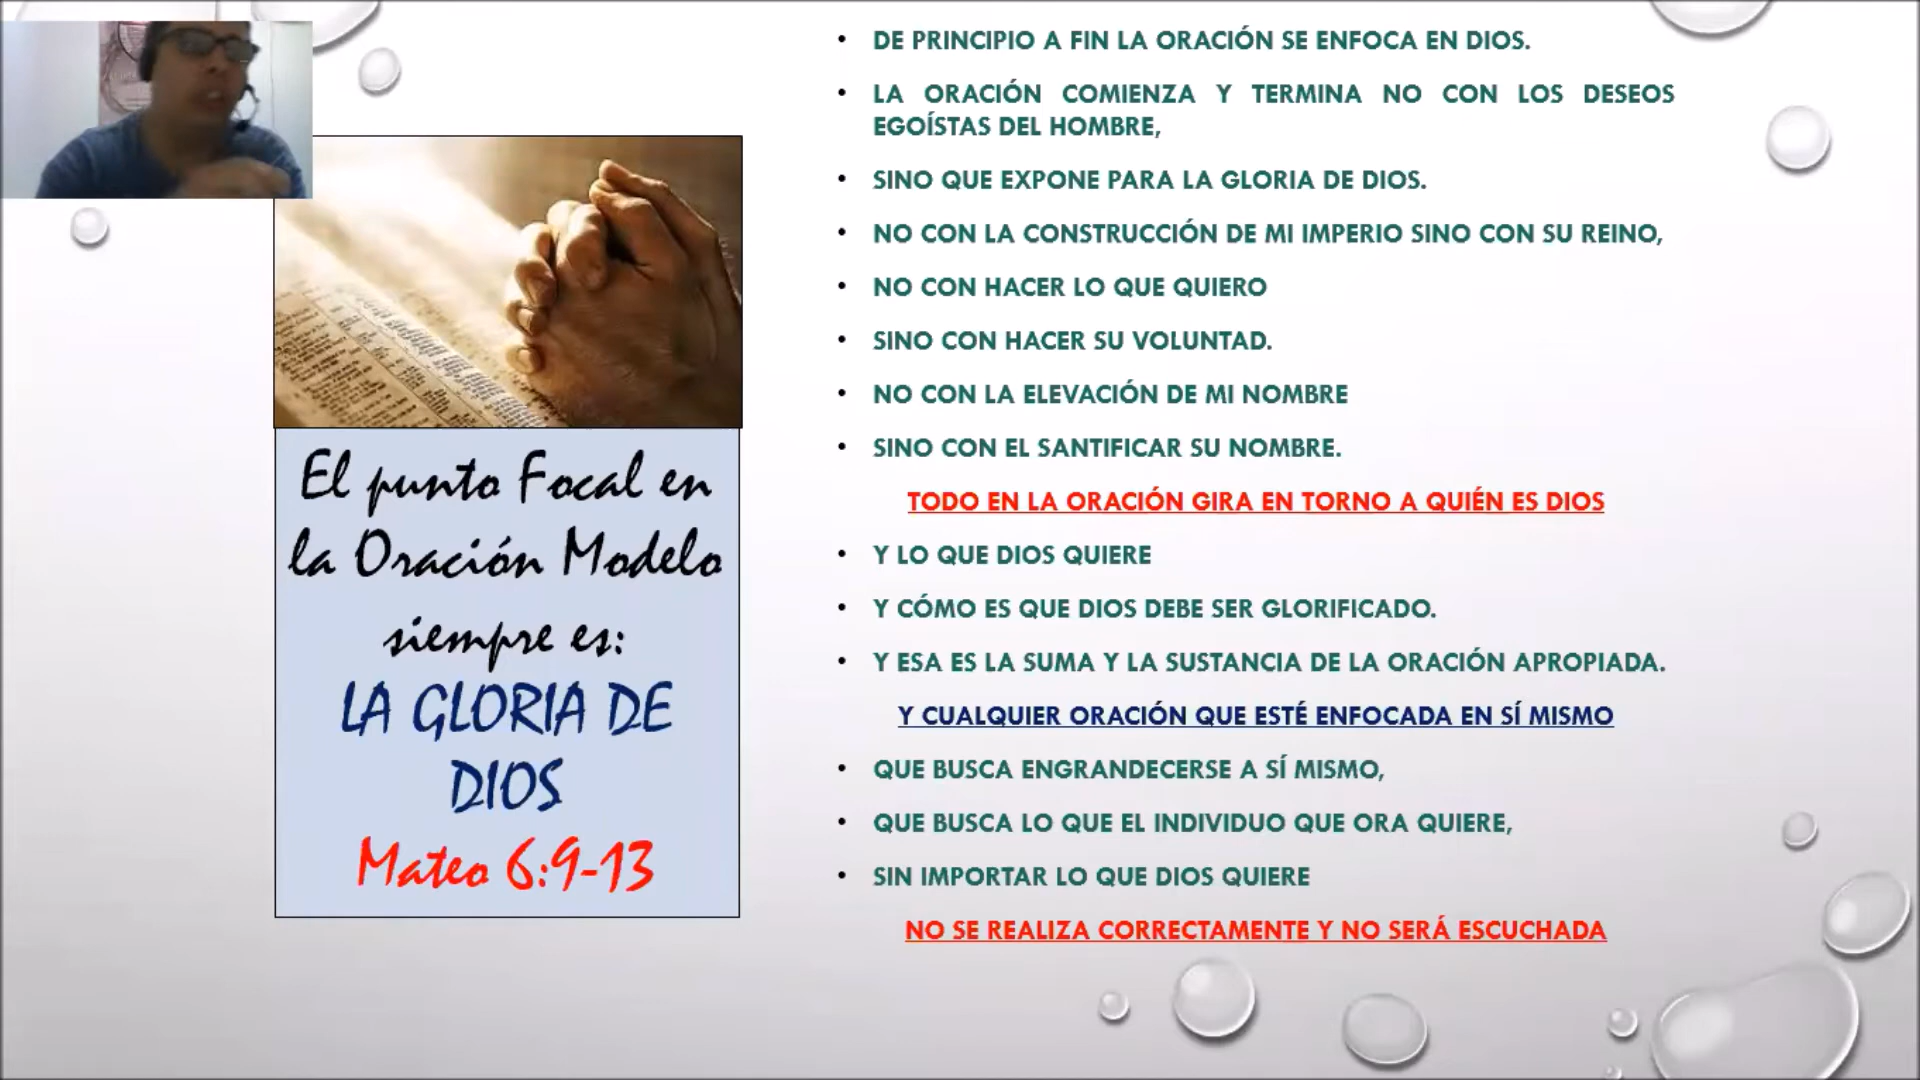 El punto Focal en
la Oración Modelo
siempre es:
LA GLORIA DE
DIOS
Mateo 6:9-13
• DE PRINCIPIO A FIN LA ORACIÓN SE ENFOCA EN DIOS.
• LA ORACIÓN COMIENZA Y TERMINA NO CON LOS DESEOS
EGOÍSTAS DEL HOMBRE,
• SINO QUE EXPONE PARA LA GLORIA DE DIOS.
• NO CON LA CONSTRUCCIÓN DE MI IMPERIO SINO CON SU REINO,
• NO CON HACER LO QUE QUIERO
• SINO CON HACER SU VOLUNTAD.
• NO CON LA ELEVACIÓN DE MI NOMBRE
• SINO CON EL SANTIFICAR SU NOMBRE.
TODO EN LA ORACIÓN GIRA EN TORNO A QUIÉN ES DIOS
• Y LO QUE DIOS QUIERE
• Y CÓMO ES QUE DIOS DEBE SER GLORIFICADO.
• Y ESA ES LA SUMA Y LA SUSTANCIA DE LA ORACIÓN APROPIADA.
Y CUALQUIER ORACIÓN QUE ESTÉ ENFOCADA EN SÍ MISMO
• QUE BUSCA ENGRANDECERSE A SÍ MISMO,
• QUE BUSCA LO QUE EL INDIVIDUO QUE ORA QUIERE,
• SIN IMPORTAR LO QUE DIOS QUIERE
NO SE REALIZA CORRECTAMENTE Y NO SERÁ ESCUCHADA